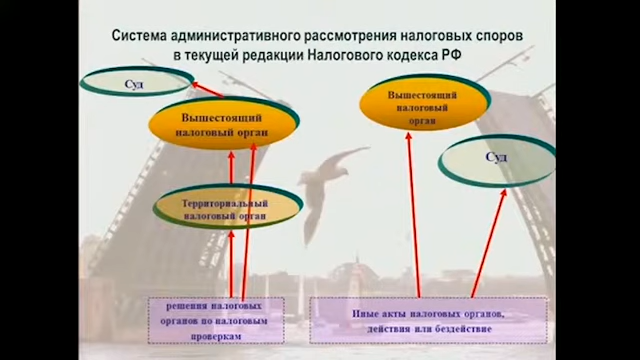 Система административного рассмотрения налоговых споров
в текущей редакции Налогового кодекса РФ
Суд
Вышестоящий
налоговый орган
Территориальный
налоговый орган
решения налоговых
органов по налоговым
проверкам
Вышестоящий
налоговый
орган
Суд
Иные акты налоговых органов,
действия или бездействие